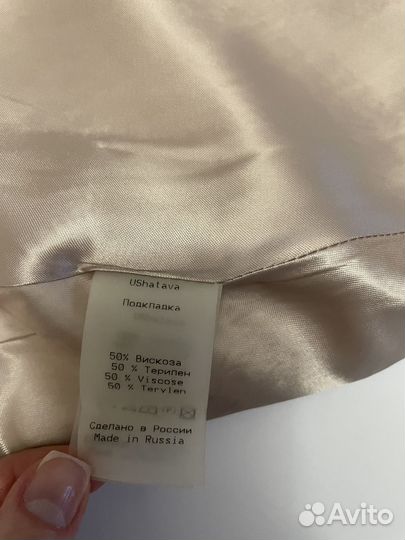 UShatava
Подкладка
50% Вискоза
50 % Терилен
50 % Viscose
50 % Terylen
Сделано в России
Made in Russia
Avito